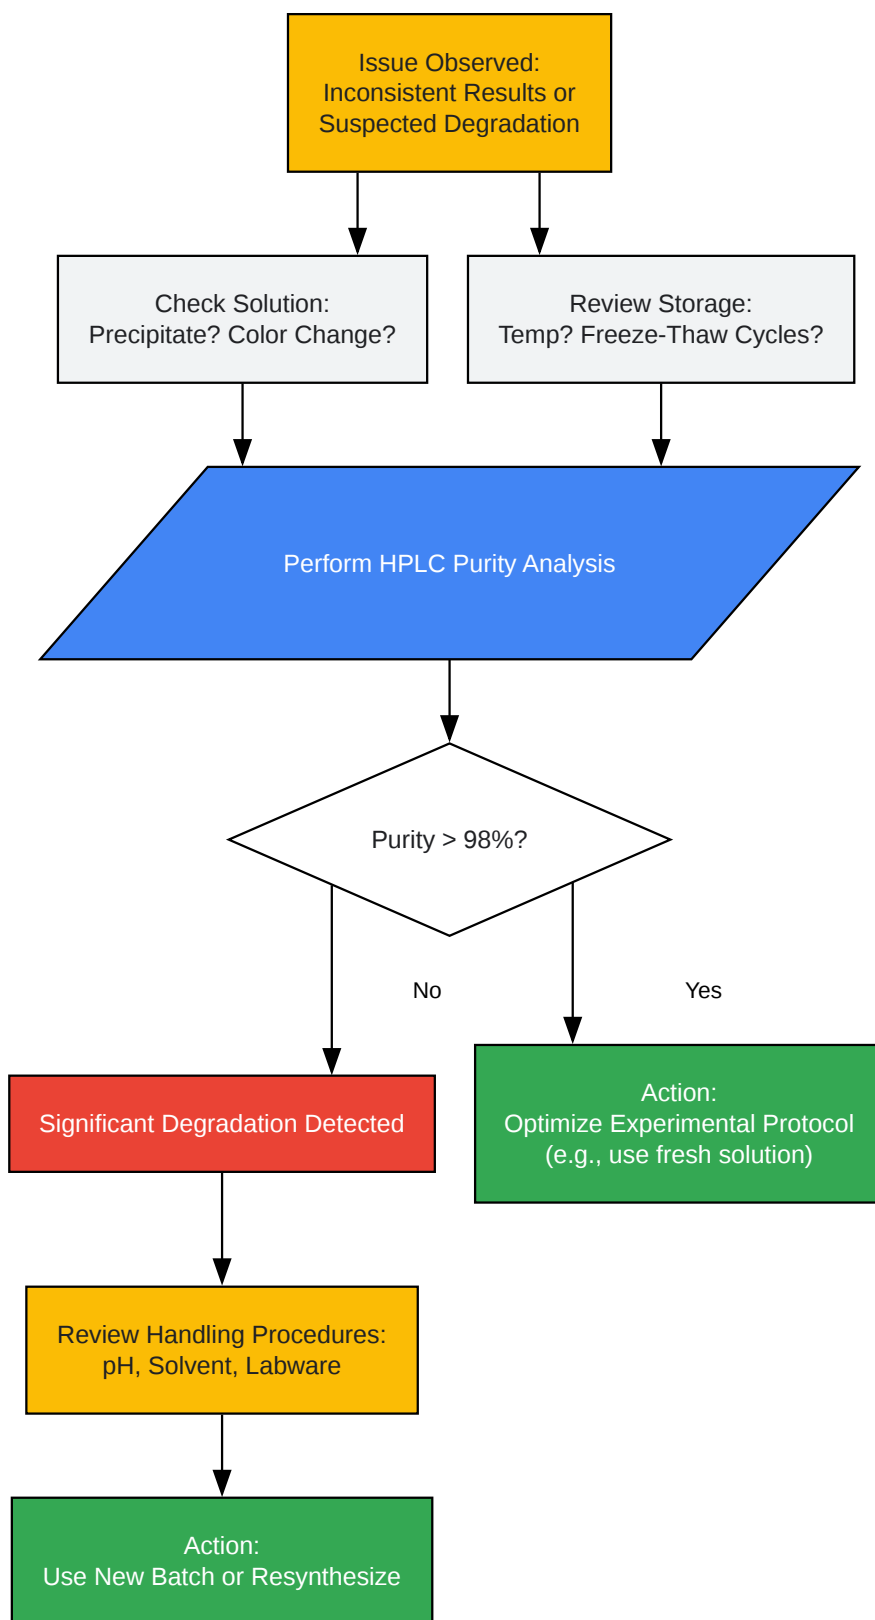 Issue Observed:
Inconsistent Results or
Suspected Degradation
Check Solution:
Precipitate? Color Change?
Review Storage:
Temp? Freeze-Thaw Cycles?
Perform HPLC Purity Analysis
Purity > 98%?
No
Yes
Significant Degradation Detected
Action:
Optimize Experimental Protocol
(e.g., use fresh solution)
Review Handling Procedures:
pH, Solvent, Labware
Action:
Use New Batch or Resynthesize